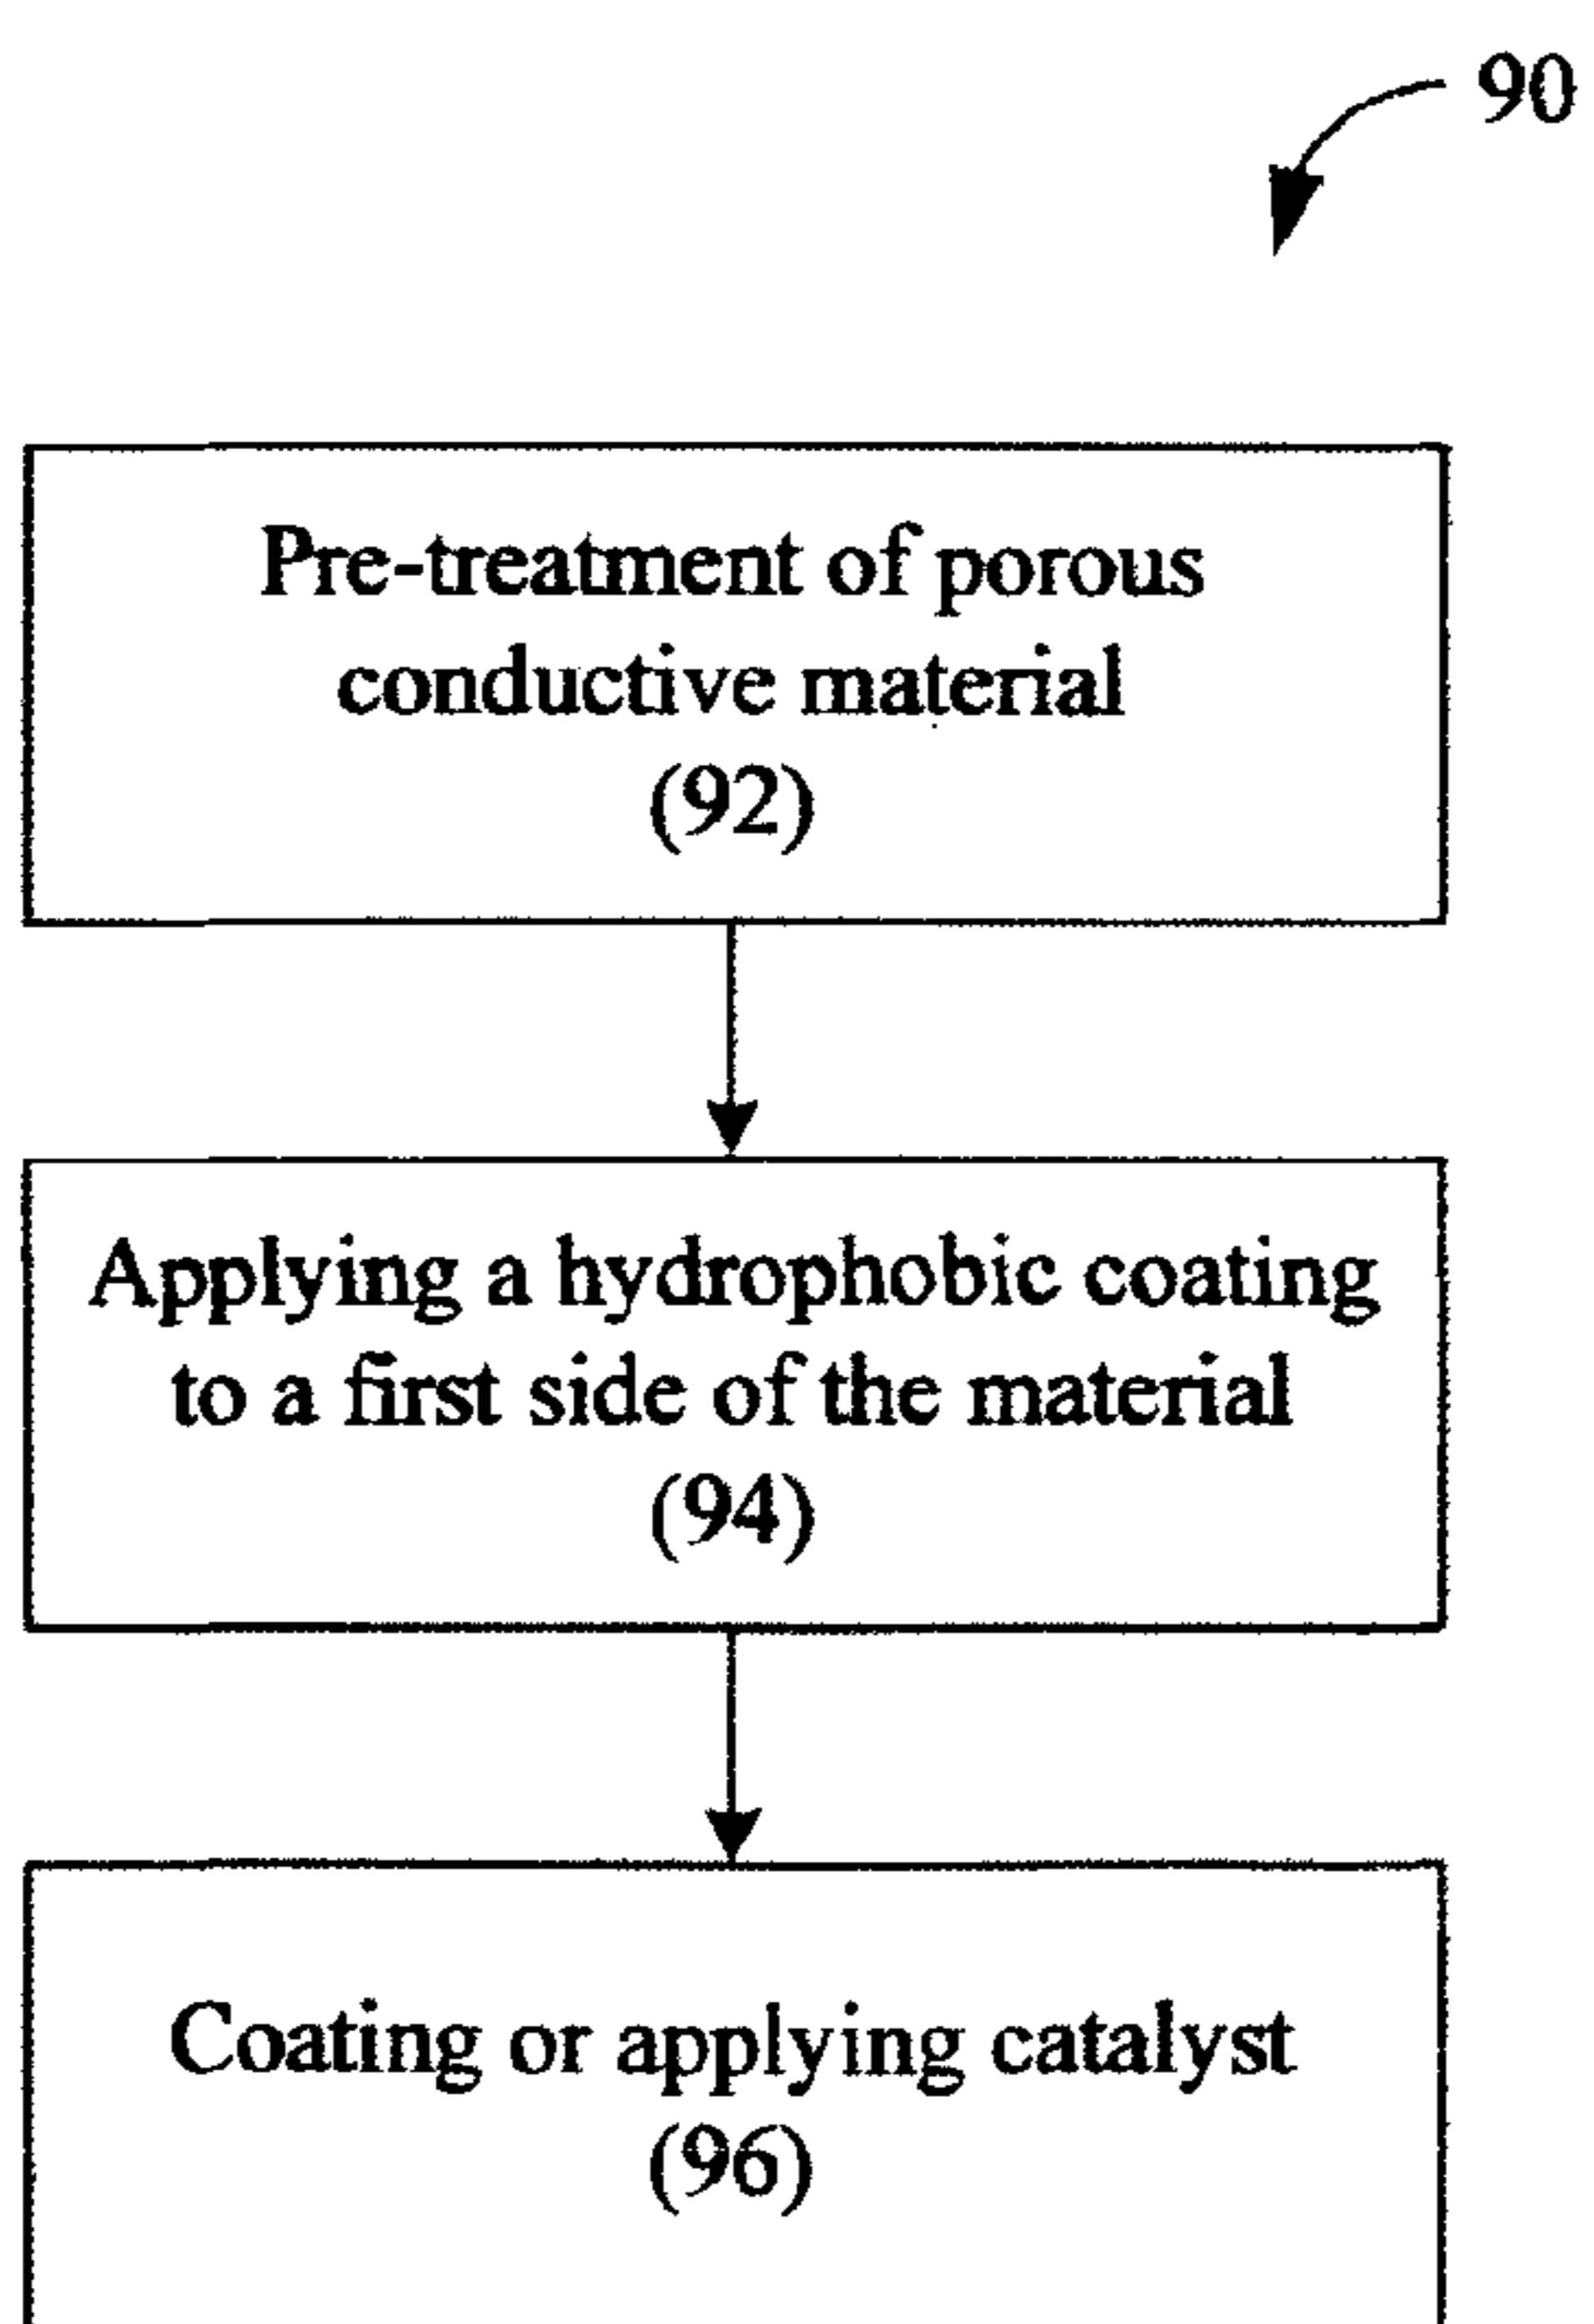 90
Pre-treatment of porous
conductive material
(92)
Applying a hydrophobic coating
to a first side of the material
(94)
Coating or applying catalyst
(96)